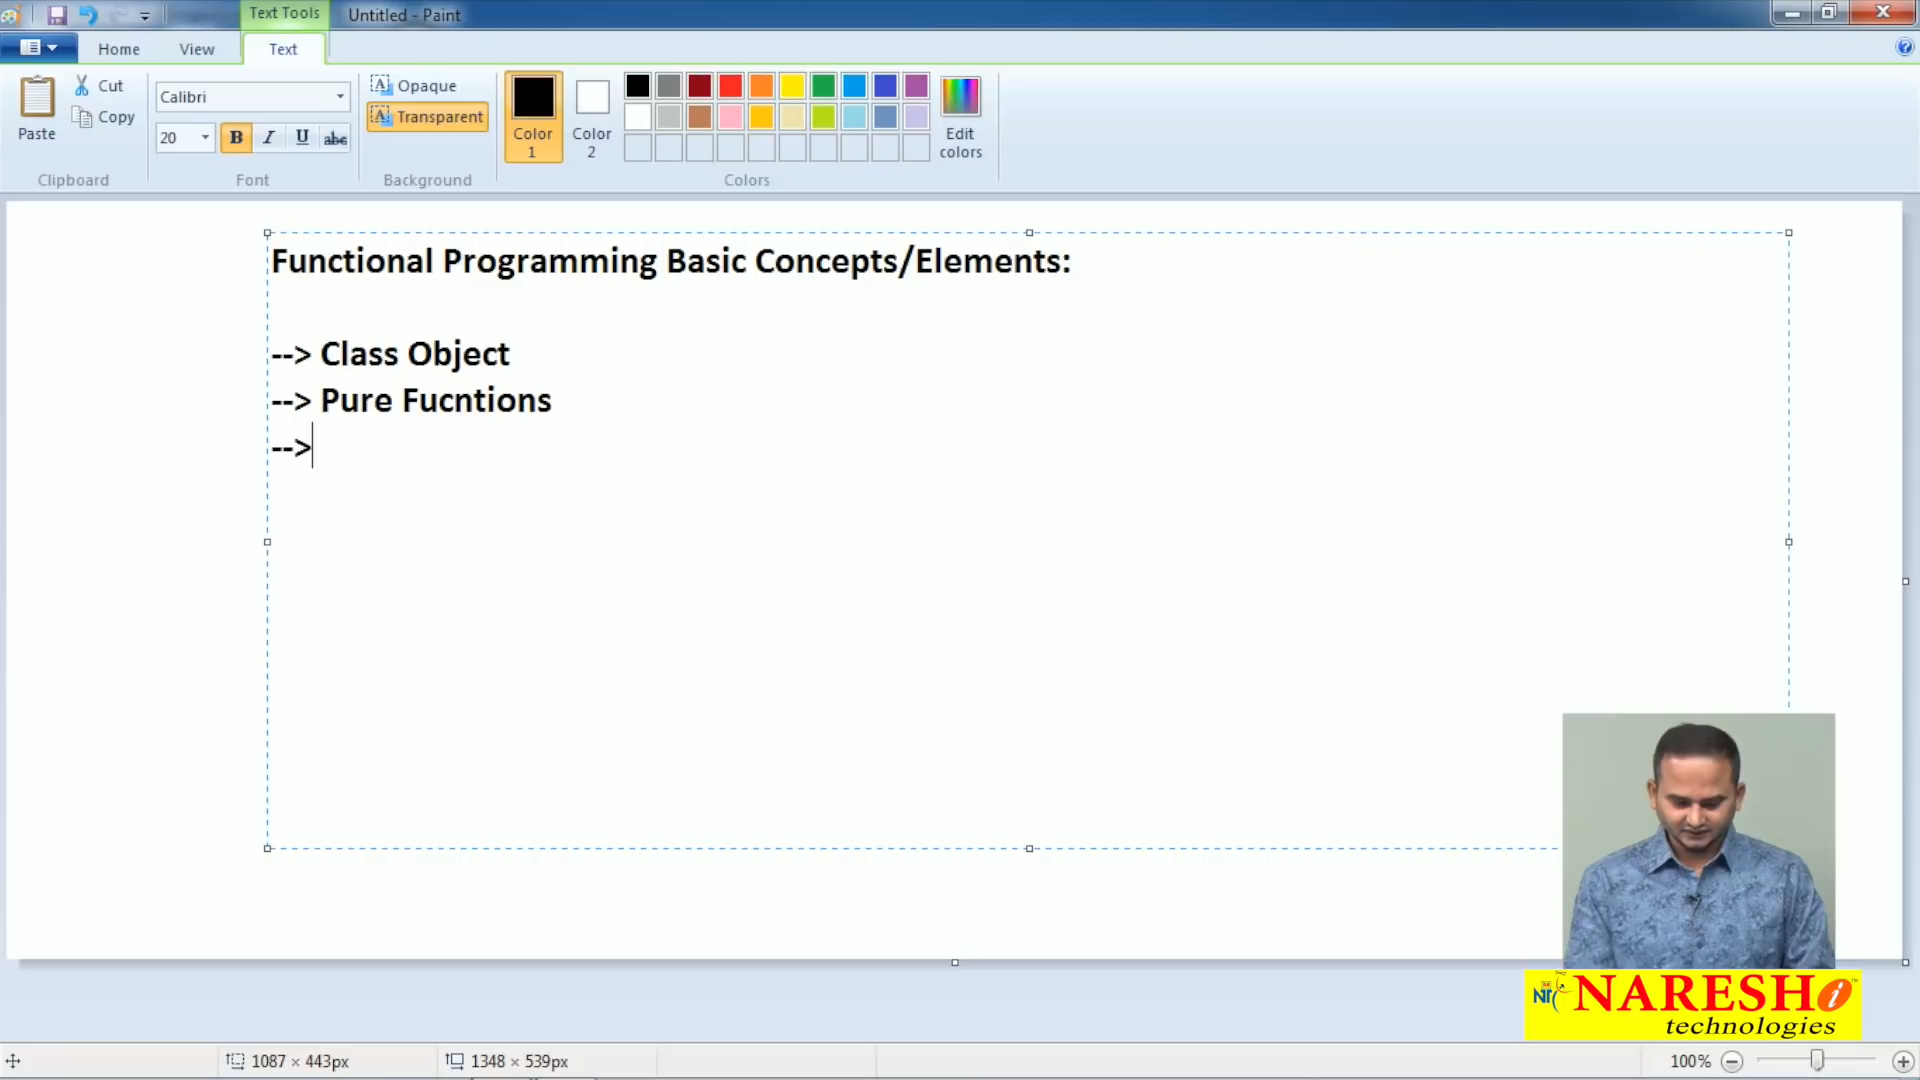 Text Tools
Untitled - Paint
Home
View
Text
Paste
Cut
Copy
Clipboard
Calibri
20
B
I
U
abc
Font
Opaque
Transparent
Background
Color 1
Color 2
Edit colors
Colors
Functional Programming Basic Concepts/Elements:
--> Class Object
--> Pure Fucntions
-->
NARESH i
technologies
1087 × 443px
1348 × 539px
100%